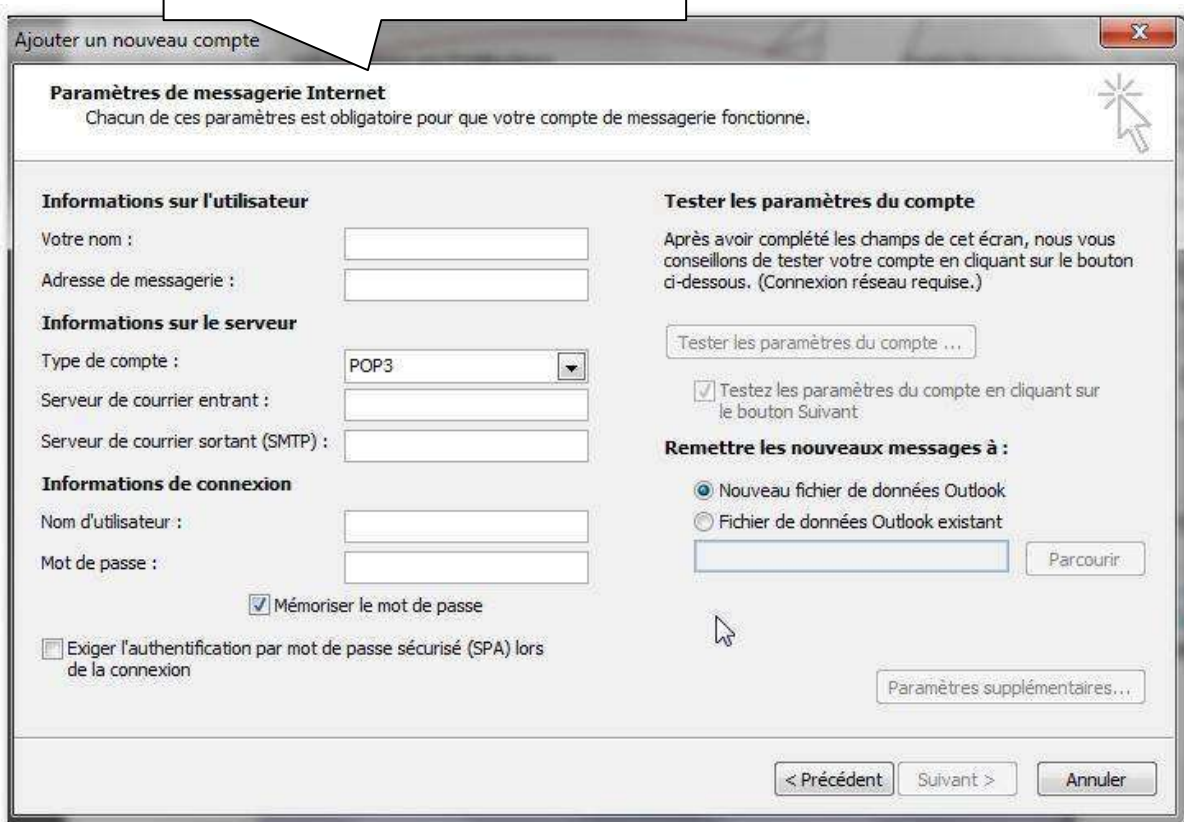 Ajouter un nouveau compte
Paramètres de messagerie Internet
Chacun de ces paramètres est obligatoire pour que votre compte de messagerie fonctionne.
Informations sur l'utilisateur
Votre nom :
Adresse de messagerie :
Informations sur le serveur
Type de compte :
POP3
Serveur de courrier entrant :
Serveur de courrier sortant (SMTP) :
Informations de connexion
Nom d'utilisateur :
Mot de passe :
Mémoriser le mot de passe
Exiger l'authentification par mot de passe sécurisé (SPA) lors
de la connexion
Tester les paramètres du compte
Après avoir complété les champs de cet écran, nous vous
conseillons de tester votre compte en cliquant sur le bouton
ci-dessous. (Connexion réseau requise.)
Tester les paramètres du compte ...
Testez les paramètres du compte en cliquant sur
le bouton Suivant
Remettre les nouveaux messages à :
Nouveau fichier de données Outlook
Fichier de données Outlook existant
Parcourir
Paramètres supplémentaires...
< Précédent
Suivant >
Annuler